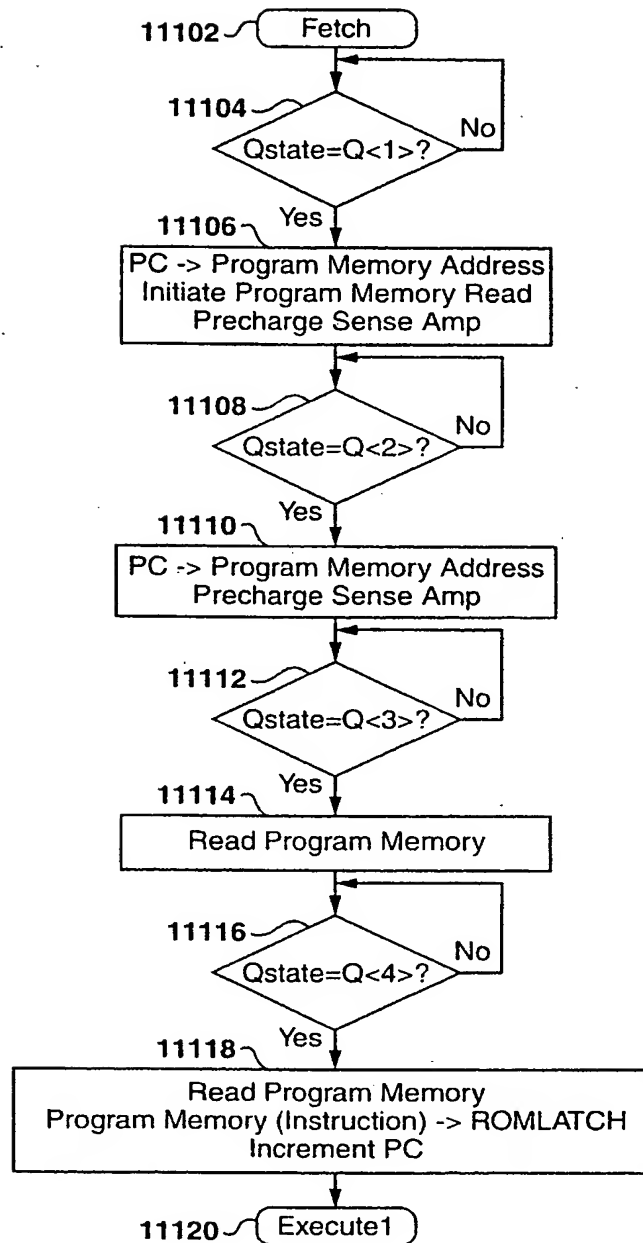 11102 Fetch
11104
Qstate=Q<1>?
No
Yes
11106
PC -> Program Memory Address
Initiate Program Memory Read
Precharge Sense Amp
11108
Qstate=Q<2>?
No
Yes
11110
PC -> Program Memory Address
Precharge Sense Amp
11112
Qstate=Q<3>?
No
Yes
11114
Read Program Memory
11116
Qstate=Q<4>?
No
Yes
11118
Read Program Memory
Program Memory (Instruction) -> ROMLATCH
Increment PC
11120 Execute1